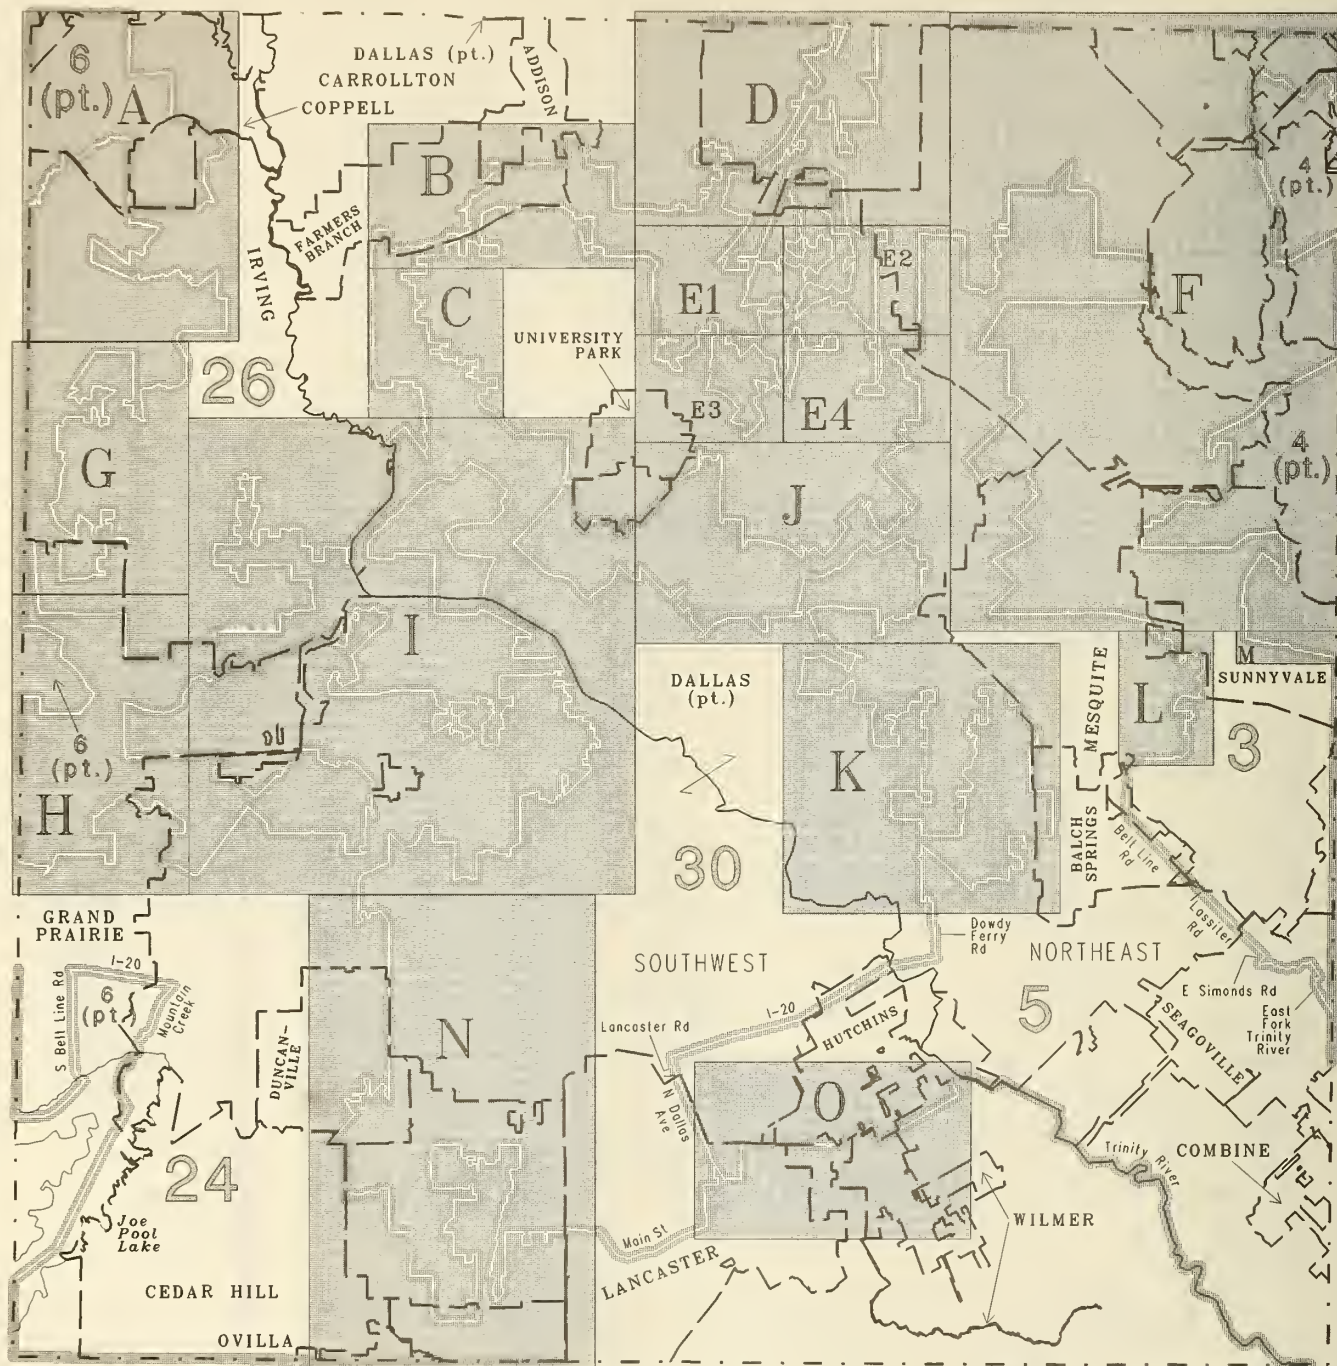 DALLAS (pt.)
CARROLLTON
COPPELL
ADDISON
6
(pt.)
A
B
D
4
(pt.)
FARMERS
BRANCH
IRVING
C
E1
E2
F
UNIVERSITY
PARK
26
E3
E4
G
4
(pt.)
J
I
DALLAS
(pt.)
MESQUITE
M
SUNNYVALE
L
3
6
(pt.)
H
K
30
BALCH
SPRINGS
Belt Line
Rd
Lassiter
Rd
GRAND
PRAIRIE
Dowdy
Ferry
Rd
NORTHEAST
SOUTHWEST
I-20
S Belt Line Rd
6
(pt.)
Mountain
Creek
N
Lancaster Rd
I-20
HUTCHINS
5
E Simonds Rd
East
Fork
Trinity
River
SEAGOVILLE
DUNCAN-
VILLE
N Dallas
Ave
O
24
Trinity River
COMBINE
Joe
Pool
Lake
Main St
WILMER
LANCASTER
CEDAR HILL
OVILLA